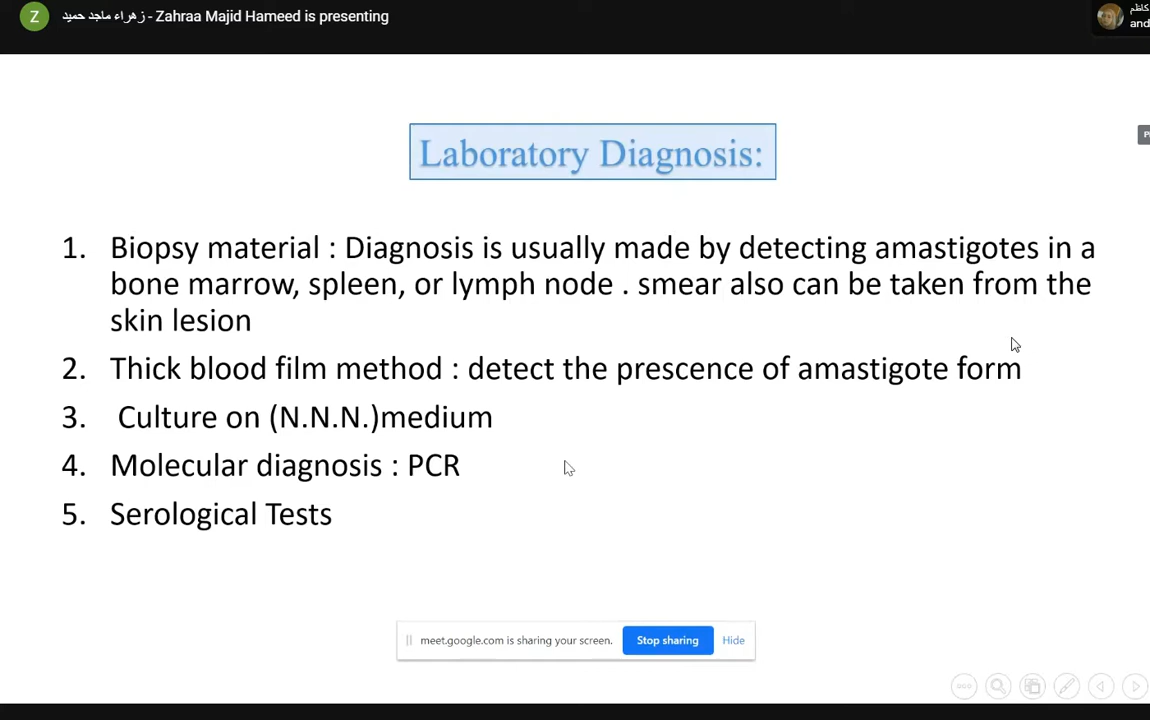 Z
زهراء ماجد حميد - Zahraa Majid Hameed is presenting
كاظم
and
P
Laboratory Diagnosis:
1. Biopsy material : Diagnosis is usually made by detecting amastigotes in a
bone marrow, spleen, or lymph node . smear also can be taken from the
skin lesion
2. Thick blood film method : detect the prescence of amastigote form
3. Culture on (N.N.N.)medium
4. Molecular diagnosis : PCR
5. Serological Tests
meet.google.com is sharing your screen. Stop sharing Hide